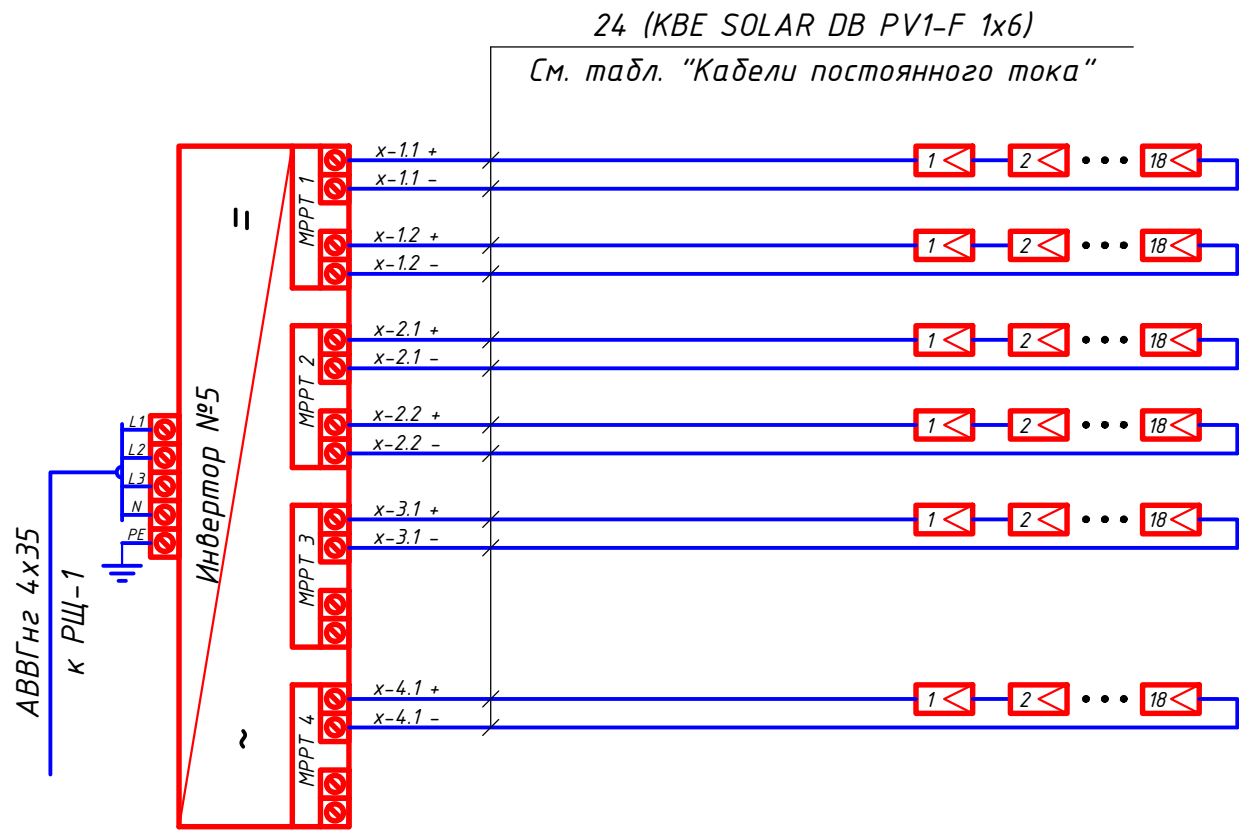 24 (KBE SOLAR DB PV1-F 1x6)
См. табл. "Кабели постоянного тока"
x-1.1 +
1 2 18
x-1.1 -
MPPT 1
x-1.2 +
1 2 18
x-1.2 -
=
x-2.1 +
1 2 18
x-2.1 -
MPPT 2
x-2.2 +
1 2 18
x-2.2 -
Инвертор №5
L1
L2
L3
N
PE
x-3.1 +
1 2 18
x-3.1 -
MPPT 3
АВВГнг 4х35
к РЩ-1
x-4.1 +
1 2 18
x-4.1 -
MPPT 4
~